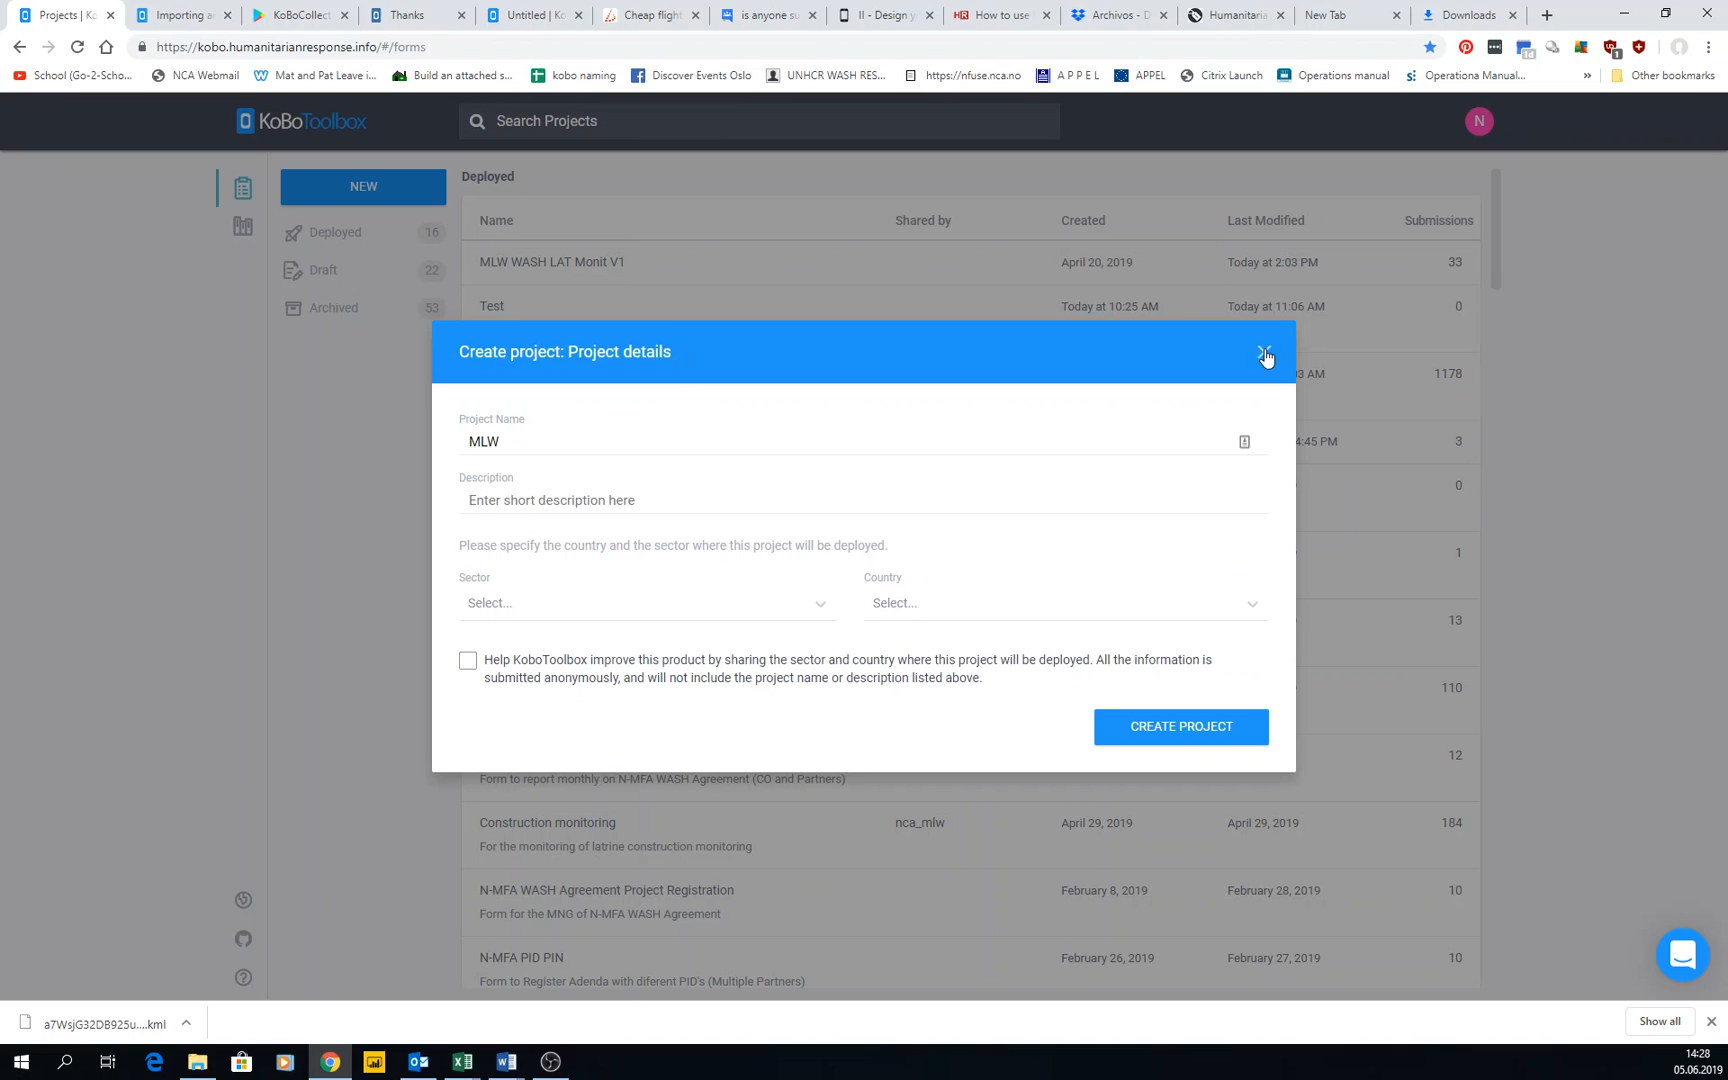 Projects | Ko
Importing a
KoBoCollect
Thanks
Untitled | Ko
Cheap flight
is anyone su
II - Design y
How to use
Archivos - D
Humanitaria
New Tab
Downloads
https://kobo.humanitarianresponse.info/#/forms
School (Go-2-Scho...
NCA Webmail
Mat and Pat Leave i...
Build an attached s...
kobo naming
Discover Events Oslo
UNHCR WASH RES...
https://nfuse.nca.no
A P P E L
APPEL
Citrix Launch
Operations manual
Operationa Manual...
»
Other bookmarks
KoBoToolbox
Search Projects
N
NEW
Deployed 16
Draft 22
Archived 53
Deployed
Name Shared by Created Last Modified Submissions
MLW WASH LAT Monit V1 April 20, 2019 Today at 2:03 PM 33
Test Today at 10:25 AM Today at 11:06 AM 0
Create project: Project details
3 AM 1178
Project Name
MLW
4:45 PM 3
Description
0
Enter short description here
Please specify the country and the sector where this project will be deployed.
1
Sector Country
Select... Select...
13
Help KoboToolbox improve this product by sharing the sector and country where this project will be deployed. All the information is
submitted anonymously, and will not include the project name or description listed above.
110
CREATE PROJECT
12
Form to report monthly on N-MFA WASH Agreement (CO and Partners)
Construction monitoring nca_mlw April 29, 2019 April 29, 2019 184
For the monitoring of latrine construction monitoring
N-MFA WASH Agreement Project Registration February 8, 2019 February 28, 2019 10
Form for the MNG of N-MFA WASH Agreement
N-MFA PID PIN February 26, 2019 February 27, 2019 10
Form to Register Adenda with diferent PID's (Multiple Partners)
a7WsjG32DB925u....kml
Show all
14:28
05.06.2019